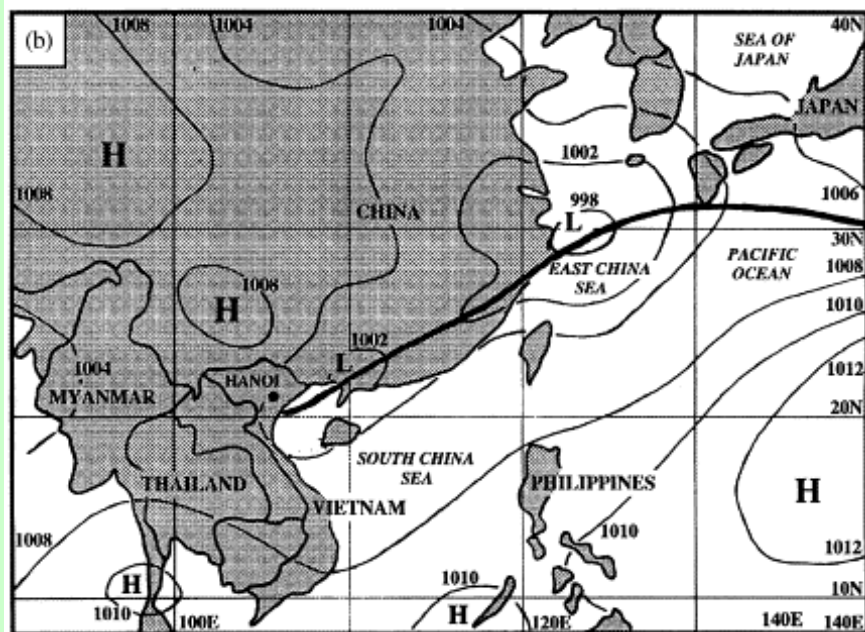 (b)
1008
1004
1004
40N
SEA OF
JAPAN
JAPAN
H
1002
1008
998
1006
CHINA
L
30N
EAST CHINA
SEA
PACIFIC
OCEAN
1008
1008
H
1010
1002
1012
L
1004
HANOI
MYANMAR
20N
SOUTH CHINA
SEA
THAILAND
PHILIPPINES
H
VIETNAM
1008
1010
1012
H
1010
1010
H
10N
100E
120E
140E
140E